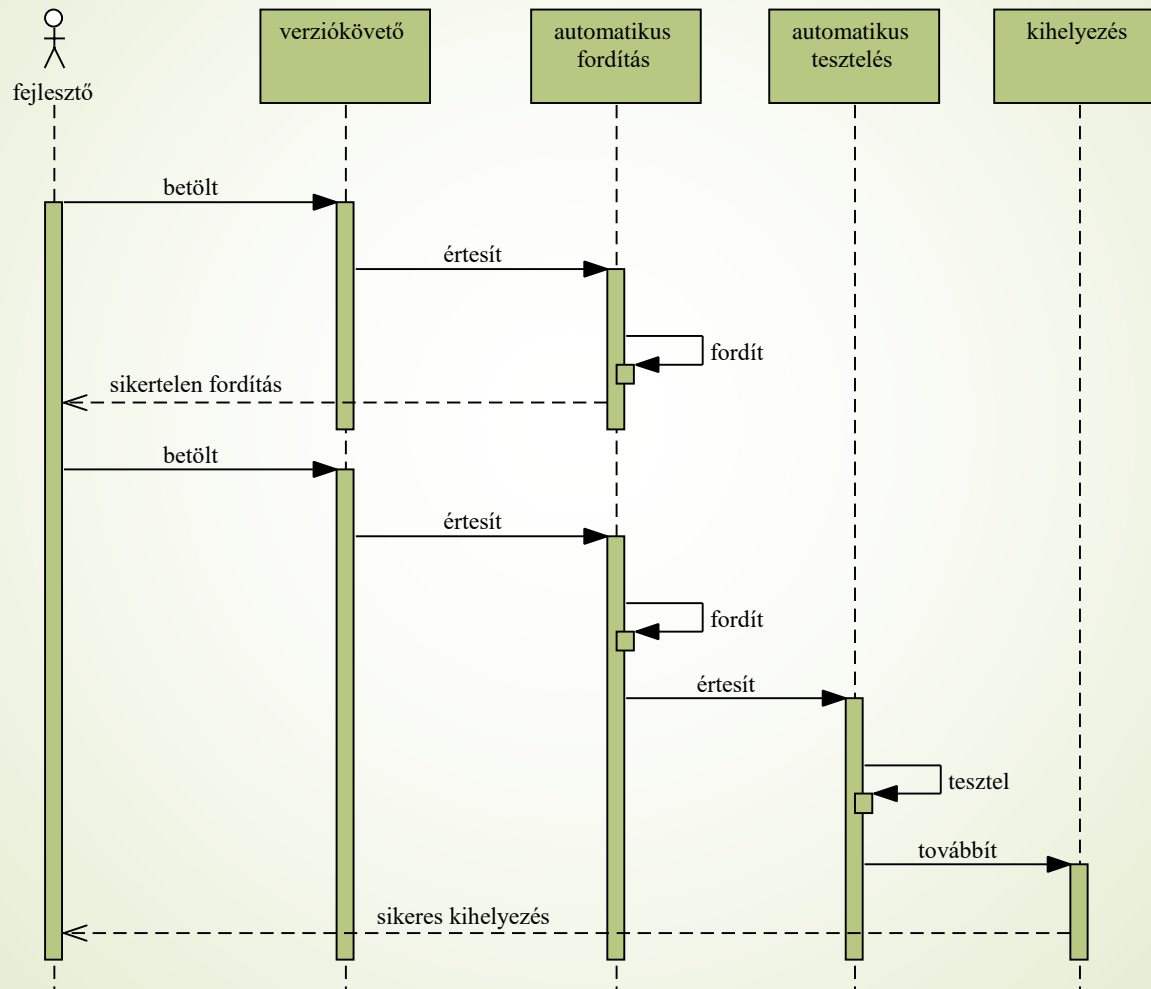 fejlesztő
verziókövető
automatikus
fordítás
automatikus
tesztelés
kihelyezés
betölt
értesít
fordít
sikertelen fordítás
betölt
értesít
fordít
értesít
tesztel
továbbít
sikeres kihelyezés